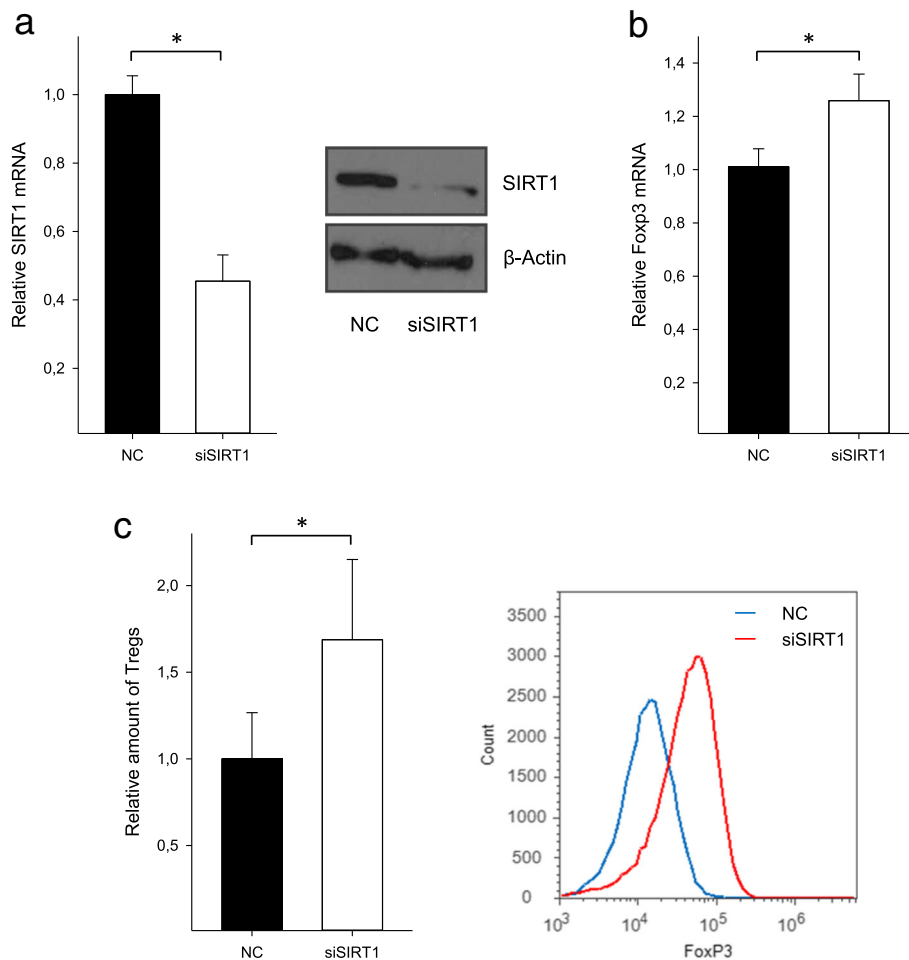 a
*
Relative SIRT1 mRNA
1,0
0,8
0,6
0,4
0,2
NC siSIRT1
SIRT1
β-Actin
NC siSIRT1
b
*
Relative Foxp3 mRNA
1,4
1,2
1,0
0,8
0,6
0,4
0,2
NC siSIRT1
c
*
Relative amount of Tregs
2,0
1,5
1,0
0,5
NC siSIRT1
NC
siSIRT1
Count
3500
3000
2500
2000
1500
1000
500
0
10³ 10⁴ 10⁵ 10⁶
FoxP3